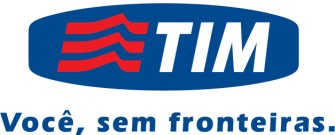 TIM
Você, sem fronteiras.